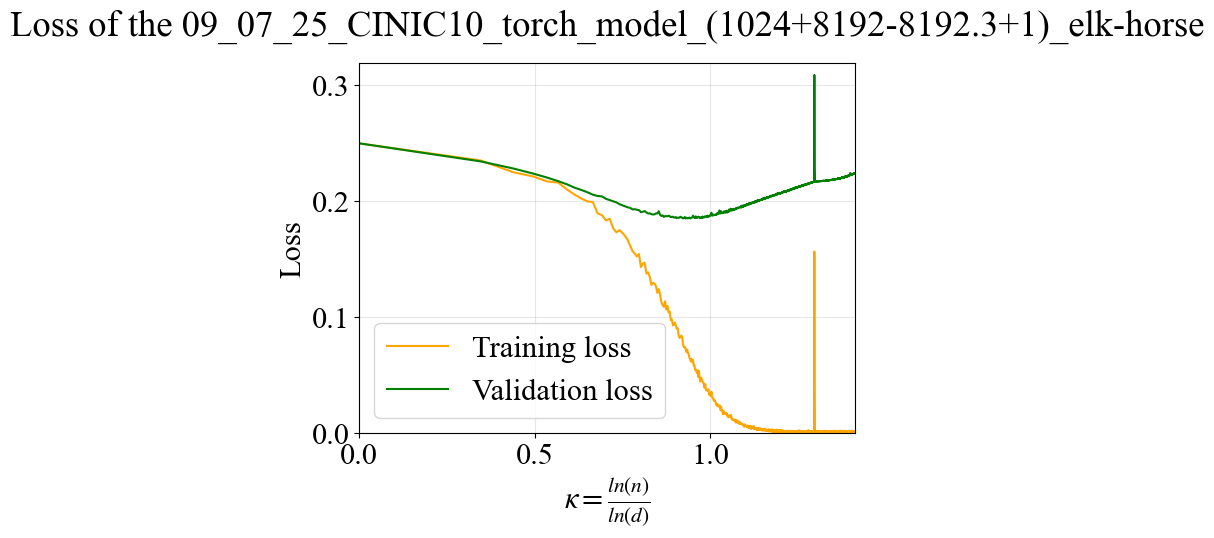 Loss of the 09_07_25_CINIC10_torch_model_(1024+8192-8192.3+1)_elk-horse
0.3
0.2
0.1
0.0
Loss
Training loss
Validation loss
0.0 0.5 1.0
κ = ln(n) / ln(d)